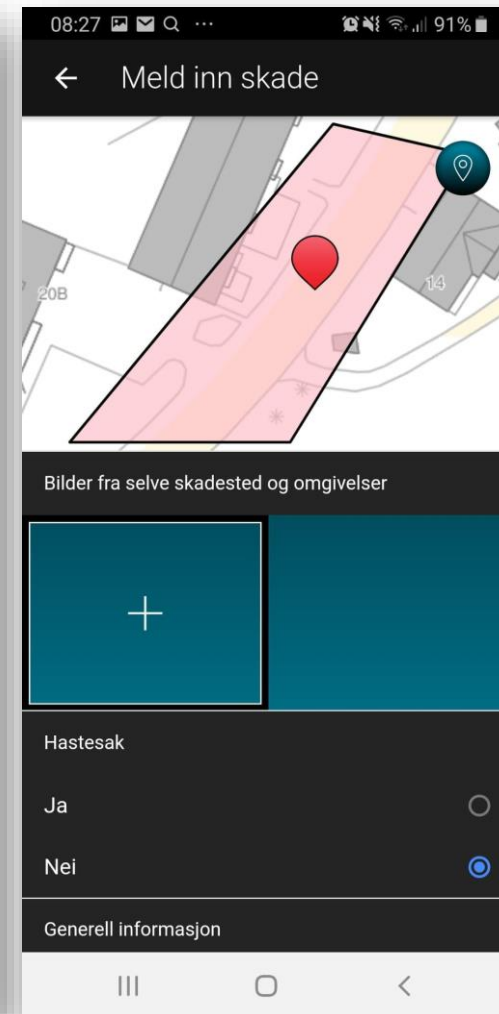 08:27 91%
Meld inn skade
20B
14
Bilder fra selve skadested og omgivelser
Hastesak
Ja
Nei
Generell informasjon